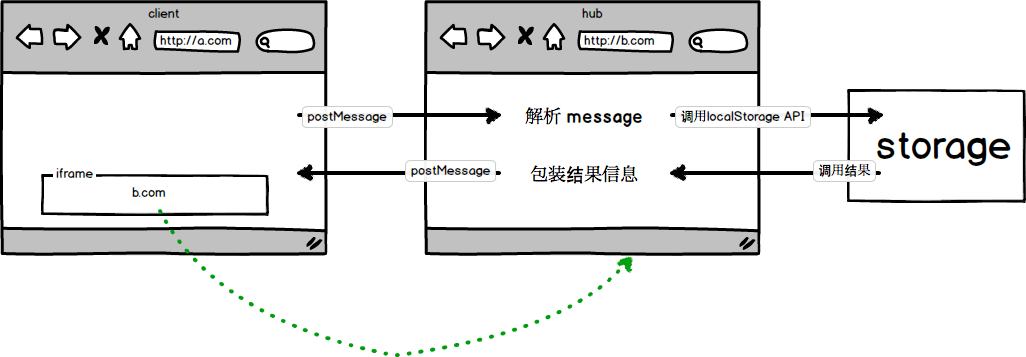 client
http://a.com
postMessage
postMessage
iframe
b.com
hub
http://b.com
解析 message
包装结果信息
调用localStorage API
调用结果
storage